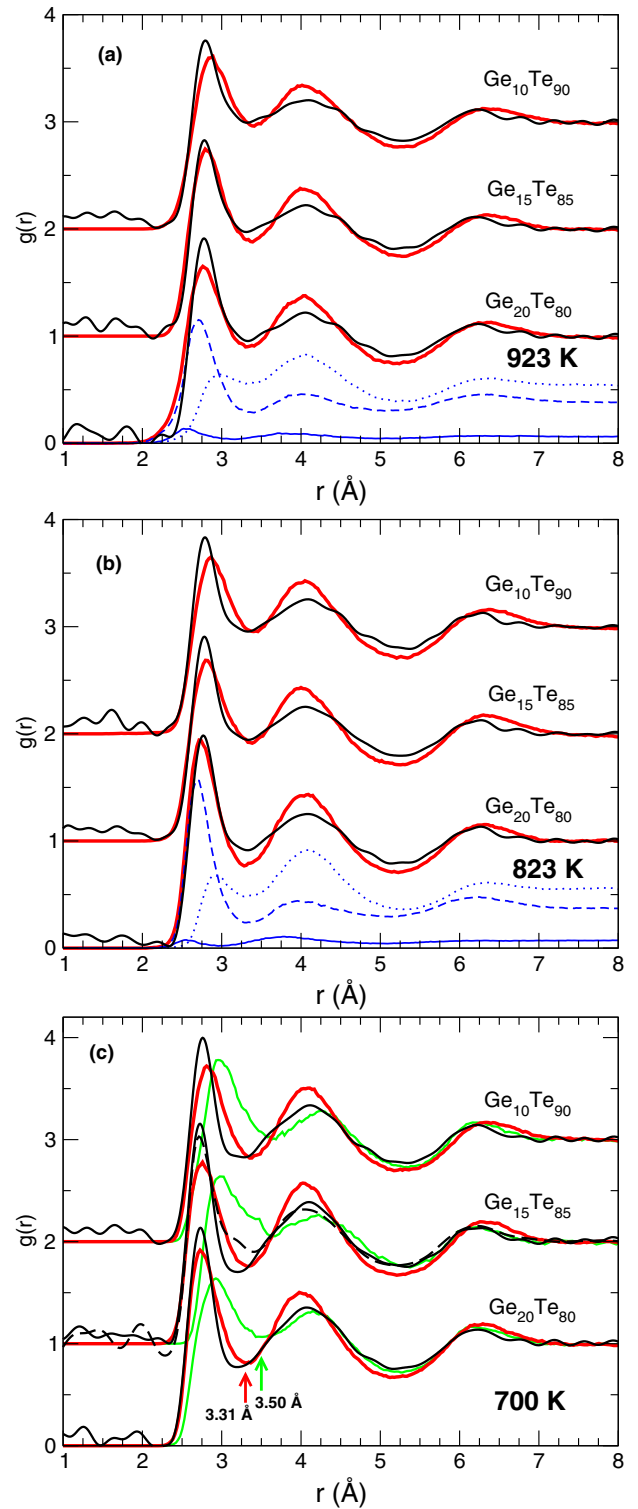 (a)
Ge10Te90
Ge15Te85
Ge20Te80
923 K
g(r)
4
3
2
1
0
1 2 3 4 5 6 7 8
r (Å)
(b)
Ge10Te90
Ge15Te85
Ge20Te80
823 K
g(r)
4
3
2
1
0
1 2 3 4 5 6 7 8
r (Å)
(c)
Ge10Te90
Ge15Te85
Ge20Te80
700 K
3.31 Å
3.50 Å
g(r)
4
3
2
1
0
1 2 3 4 5 6 7 8
r (Å)